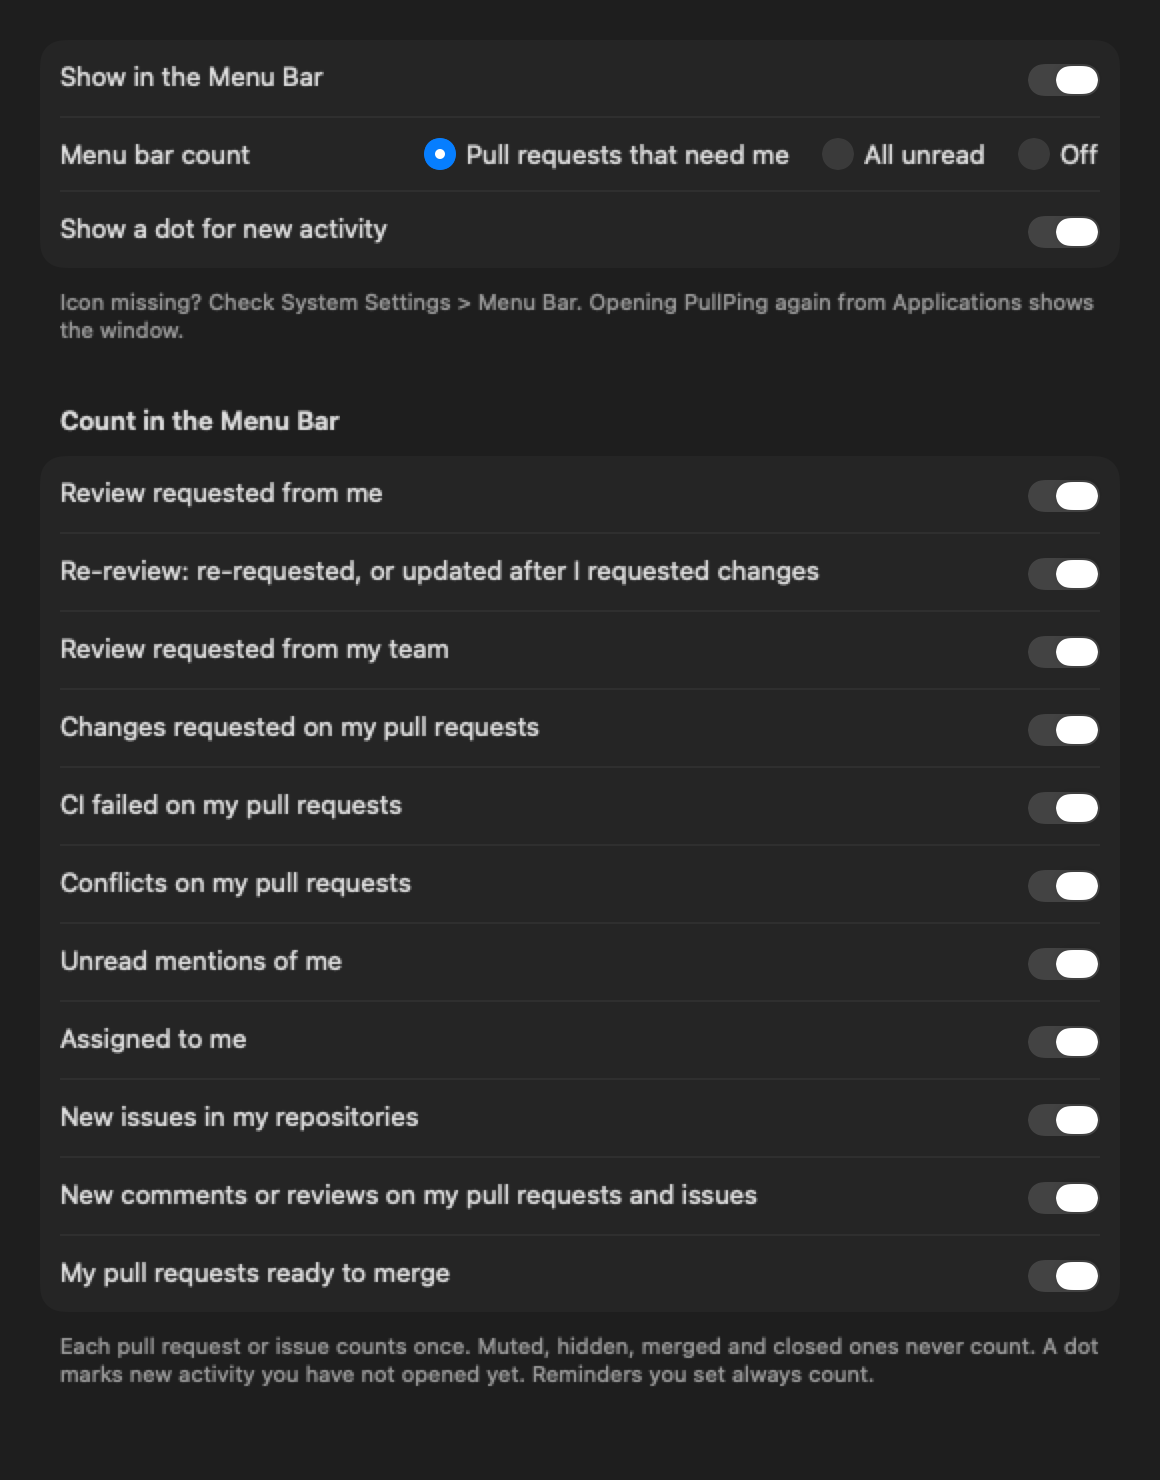 Show in the Menu Bar
Menu bar count Pull requests that need me All unread Off
Show a dot for new activity
Icon missing? Check System Settings > Menu Bar. Opening PullPing again from Applications shows
the window.
Count in the Menu Bar
Review requested from me
Re-review: re-requested, or updated after I requested changes
Review requested from my team
Changes requested on my pull requests
CI failed on my pull requests
Conflicts on my pull requests
Unread mentions of me
Assigned to me
New issues in my repositories
New comments or reviews on my pull requests and issues
My pull requests ready to merge
Each pull request or issue counts once. Muted, hidden, merged and closed ones never count. A dot
marks new activity you have not opened yet. Reminders you set always count.